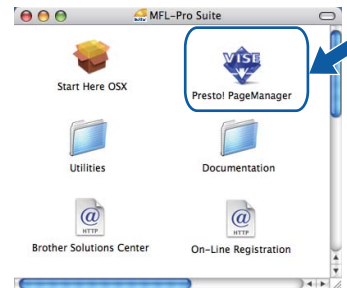 MFL-Pro Suite
VISE
Start Here OSX
Presto! PageManager
Utilities
Documentation
@
HTTP
@
HTTP
Brother Solutions Center
On-Line Registration